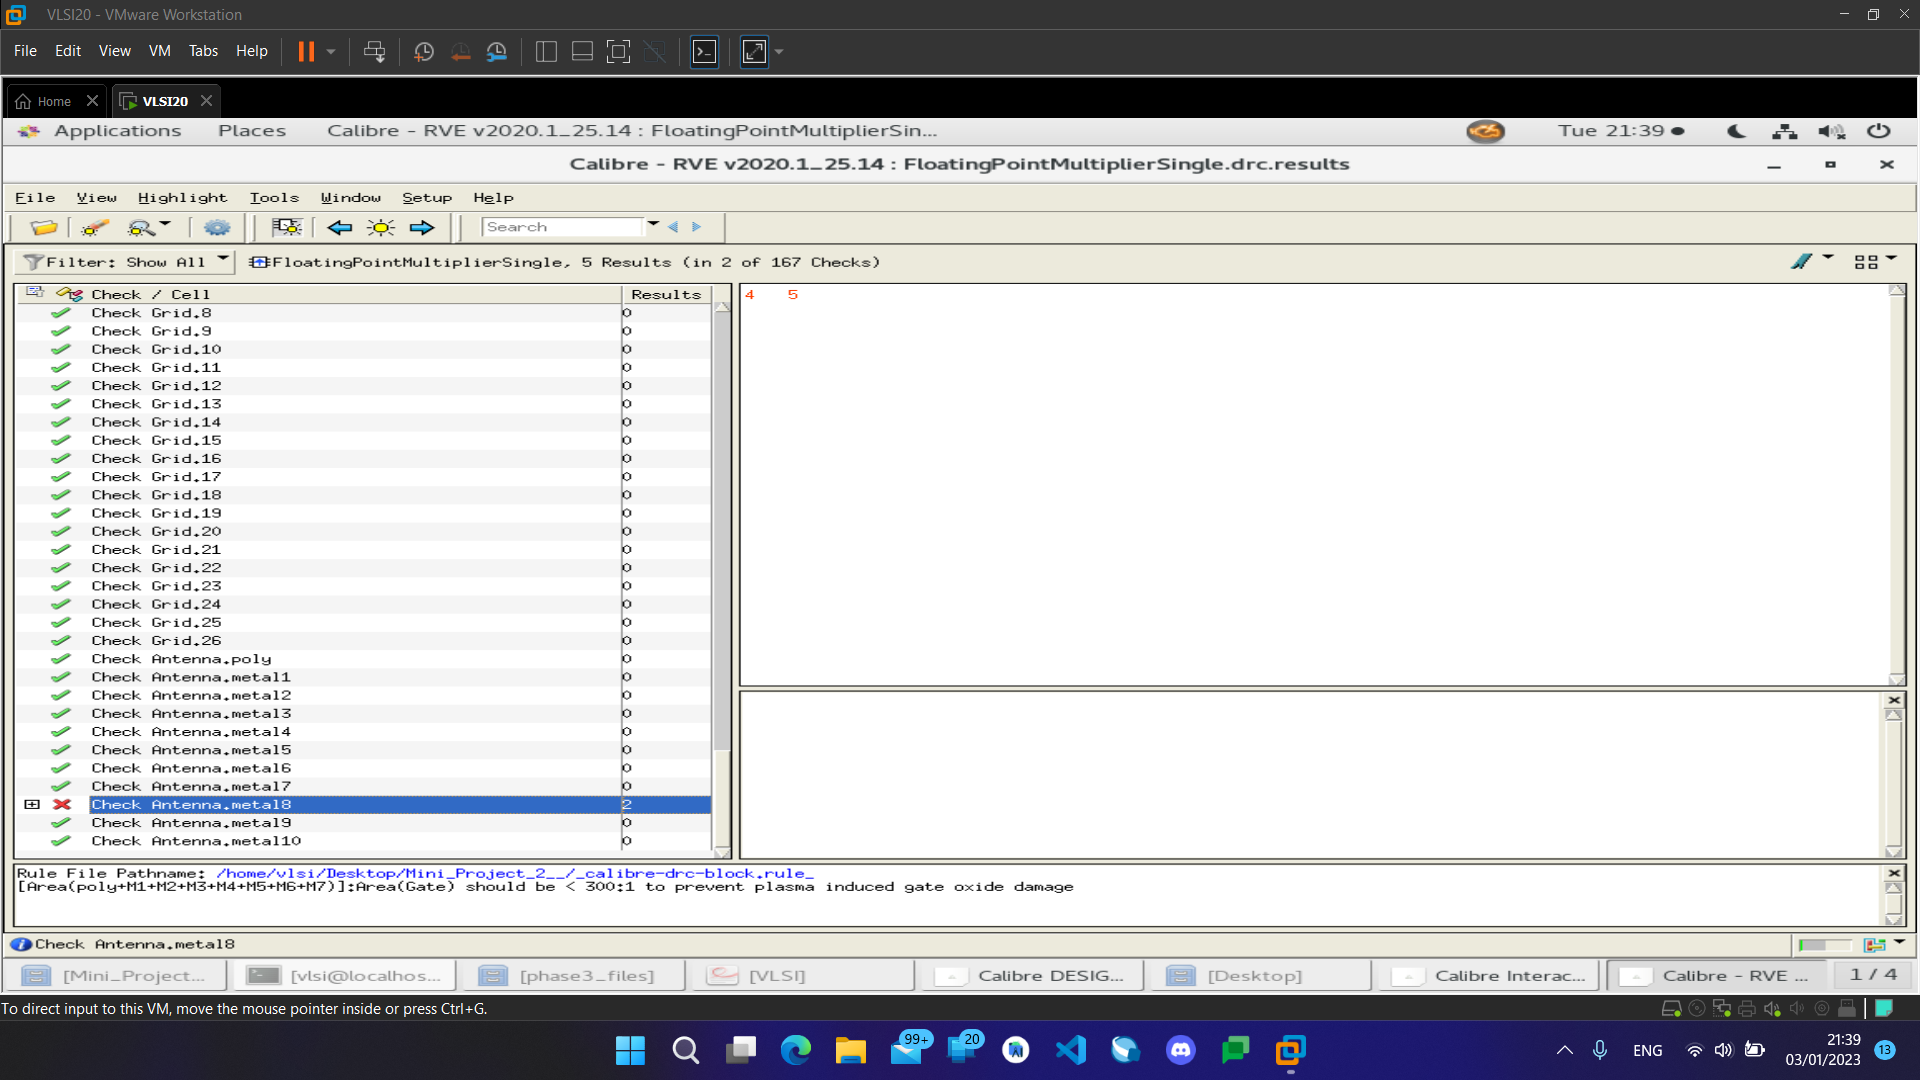 VLSI20 - VMware Workstation
File Edit View VM Tabs Help
Home VLSI20
Applications Places Calibre - RVE v2020.1_25.14 : FloatingPointMultiplierSin... Tue 21:39
Calibre - RVE v2020.1_25.14 : FloatingPointMultiplierSingle.drc.results
File View Highlight Tools Window Setup Help
Search
Filter: Show All FloatingPointMultiplierSingle, 5 Results (in 2 of 167 Checks)
Check / Cell Results
4 5
Check Grid.8 0
Check Grid.9 0
Check Grid.10 0
Check Grid.11 0
Check Grid.12 0
Check Grid.13 0
Check Grid.14 0
Check Grid.15 0
Check Grid.16 0
Check Grid.17 0
Check Grid.18 0
Check Grid.19 0
Check Grid.20 0
Check Grid.21 0
Check Grid.22 0
Check Grid.23 0
Check Grid.24 0
Check Grid.25 0
Check Grid.26 0
Check Antenna.poly 0
Check Antenna.metal1 0
Check Antenna.metal2 0
Check Antenna.metal3 0
Check Antenna.metal4 0
Check Antenna.metal5 0
Check Antenna.metal6 0
Check Antenna.metal7 0
Check Antenna.metal8 2
Check Antenna.metal9 0
Check Antenna.metal10 0
Rule File Pathname: /home/vlsi/Desktop/Mini_Project_2__/_calibre-drc-block.rule_
[Area(poly+M1+M2+M3+M4+M5+M6+M7)]:Area(Gate) should be < 300:1 to prevent plasma induced gate oxide damage
Check Antenna.metal8
[Mini_Project... [vlsi@localhos... [phase3_files] [VLSI] Calibre DESIG... [Desktop] Calibre Interac... Calibre - RVE ... 1 / 4
To direct input to this VM, move the mouse pointer inside or press Ctrl+G.
99+ 20 ENG 21:39 13
03/01/2023